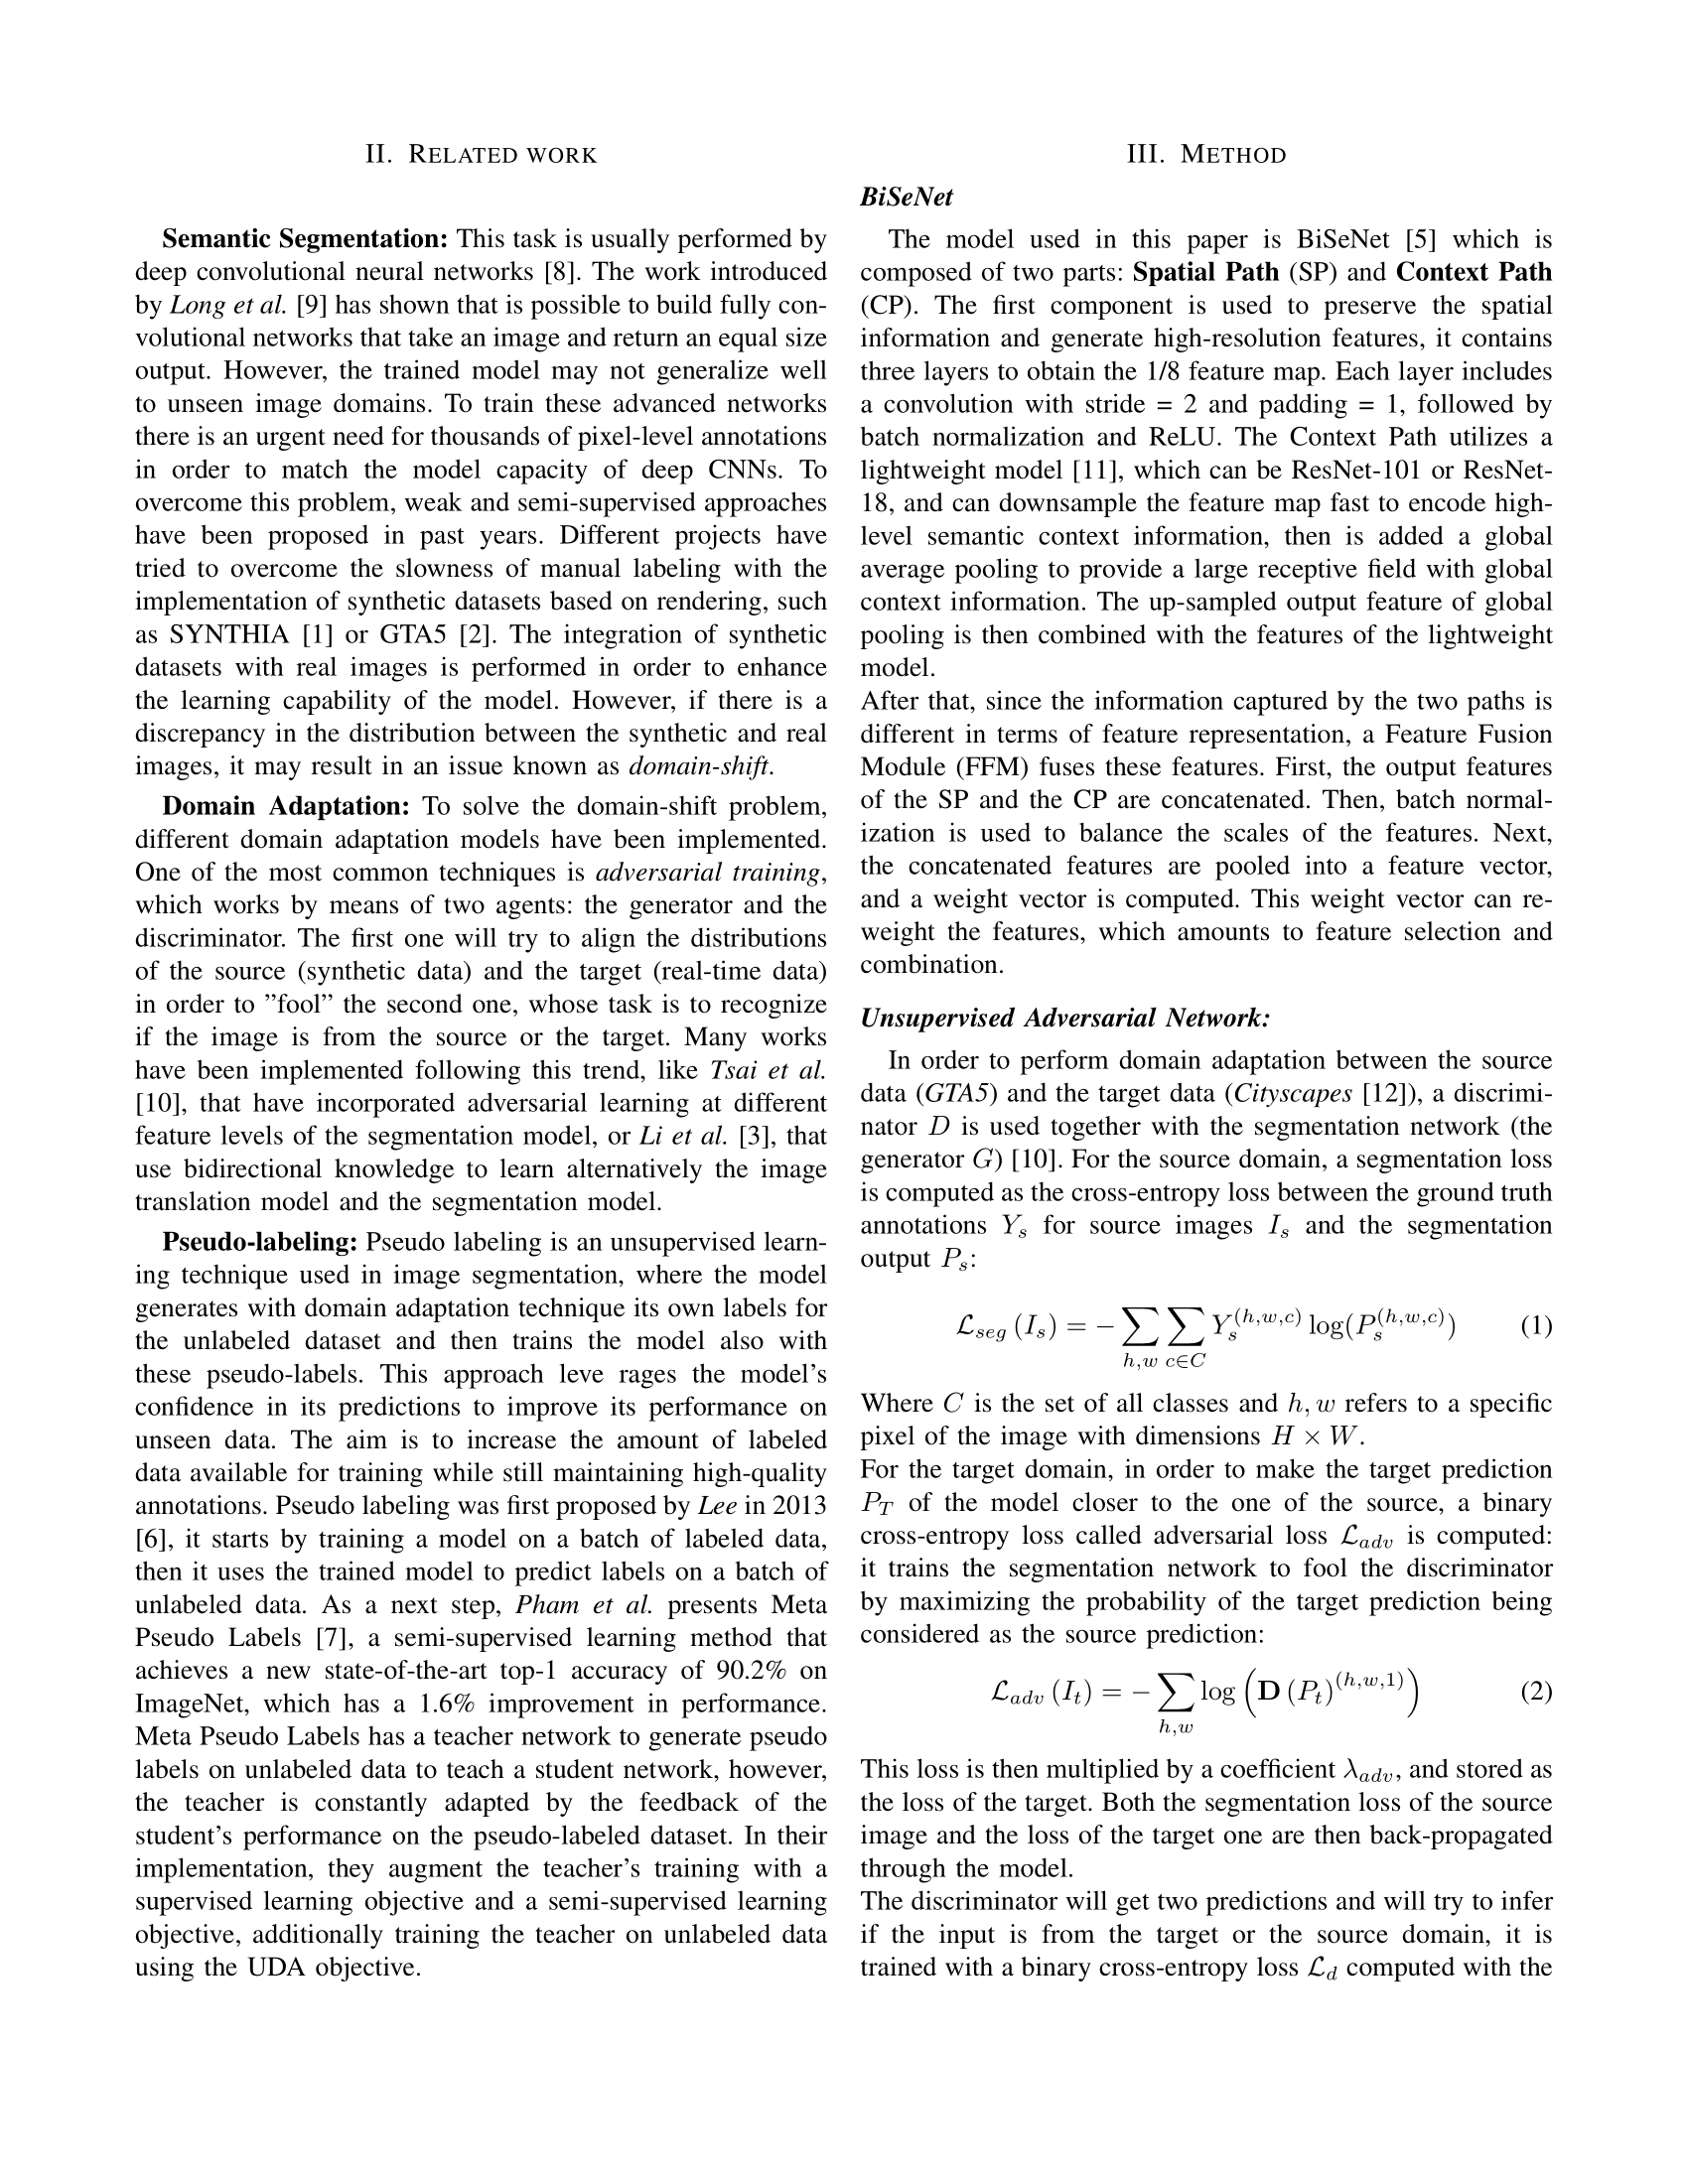 II. RELATED WORK
Semantic Segmentation: This task is usually performed by
deep convolutional neural networks [8]. The work introduced
by Long et al. [9] has shown that is possible to build fully con-
volutional networks that take an image and return an equal size
output. However, the trained model may not generalize well
to unseen image domains. To train these advanced networks
there is an urgent need for thousands of pixel-level annotations
in order to match the model capacity of deep CNNs. To
overcome this problem, weak and semi-supervised approaches
have been proposed in past years. Different projects have
tried to overcome the slowness of manual labeling with the
implementation of synthetic datasets based on rendering, such
as SYNTHIA [1] or GTA5 [2]. The integration of synthetic
datasets with real images is performed in order to enhance
the learning capability of the model. However, if there is a
discrepancy in the distribution between the synthetic and real
images, it may result in an issue known as domain-shift.
Domain Adaptation: To solve the domain-shift problem,
different domain adaptation models have been implemented.
One of the most common techniques is adversarial training,
which works by means of two agents: the generator and the
discriminator. The first one will try to align the distributions
of the source (synthetic data) and the target (real-time data)
in order to ”fool” the second one, whose task is to recognize
if the image is from the source or the target. Many works
have been implemented following this trend, like Tsai et al.
[10], that have incorporated adversarial learning at different
feature levels of the segmentation model, or Li et al. [3], that
use bidirectional knowledge to learn alternatively the image
translation model and the segmentation model.
Pseudo-labeling: Pseudo labeling is an unsupervised learn-
ing technique used in image segmentation, where the model
generates with domain adaptation technique its own labels for
the unlabeled dataset and then trains the model also with
these pseudo-labels. This approach leve rages the model's
confidence in its predictions to improve its performance on
unseen data. The aim is to increase the amount of labeled
data available for training while still maintaining high-quality
annotations. Pseudo labeling was first proposed by Lee in 2013
[6], it starts by training a model on a batch of labeled data,
then it uses the trained model to predict labels on a batch of
unlabeled data. As a next step, Pham et al. presents Meta
Pseudo Labels [7], a semi-supervised learning method that
achieves a new state-of-the-art top-1 accuracy of 90.2% on
ImageNet, which has a 1.6% improvement in performance.
Meta Pseudo Labels has a teacher network to generate pseudo
labels on unlabeled data to teach a student network, however,
the teacher is constantly adapted by the feedback of the
student's performance on the pseudo-labeled dataset. In their
implementation, they augment the teacher's training with a
supervised learning objective and a semi-supervised learning
objective, additionally training the teacher on unlabeled data
using the UDA objective.
III. METHOD
BiSeNet
The model used in this paper is BiSeNet [5] which is
composed of two parts: Spatial Path (SP) and Context Path
(CP). The first component is used to preserve the spatial
information and generate high-resolution features, it contains
three layers to obtain the 1/8 feature map. Each layer includes
a convolution with stride = 2 and padding = 1, followed by
batch normalization and ReLU. The Context Path utilizes a
lightweight model [11], which can be ResNet-101 or ResNet-
18, and can downsample the feature map fast to encode high-
level semantic context information, then is added a global
average pooling to provide a large receptive field with global
context information. The up-sampled output feature of global
pooling is then combined with the features of the lightweight
model.
After that, since the information captured by the two paths is
different in terms of feature representation, a Feature Fusion
Module (FFM) fuses these features. First, the output features
of the SP and the CP are concatenated. Then, batch normal-
ization is used to balance the scales of the features. Next,
the concatenated features are pooled into a feature vector,
and a weight vector is computed. This weight vector can re-
weight the features, which amounts to feature selection and
combination.
Unsupervised Adversarial Network:
In order to perform domain adaptation between the source
data (GTA5) and the target data (Cityscapes [12]), a discrimi-
nator D is used together with the segmentation network (the
generator G) [10]. For the source domain, a segmentation loss
is computed as the cross-entropy loss between the ground truth
annotations Y_s for source images I_s and the segmentation
output P_s:
ℒ_{seg} (I_s) = − ∑_{h,w} ∑_{c∈C} Y_s^{(h,w,c)} log(P_s^{(h,w,c)}) (1)
Where C is the set of all classes and h, w refers to a specific
pixel of the image with dimensions H × W.
For the target domain, in order to make the target prediction
P_T of the model closer to the one of the source, a binary
cross-entropy loss called adversarial loss ℒ_{adv} is computed:
it trains the segmentation network to fool the discriminator
by maximizing the probability of the target prediction being
considered as the source prediction:
ℒ_{adv} (I_t) = − ∑_{h,w} log (D (P_t)^{(h,w,1)}) (2)
This loss is then multiplied by a coefficient λ_{adv}, and stored as
the loss of the target. Both the segmentation loss of the source
image and the loss of the target one are then back-propagated
through the model.
The discriminator will get two predictions and will try to infer
if the input is from the target or the source domain, it is
trained with a binary cross-entropy loss ℒ_d computed with the